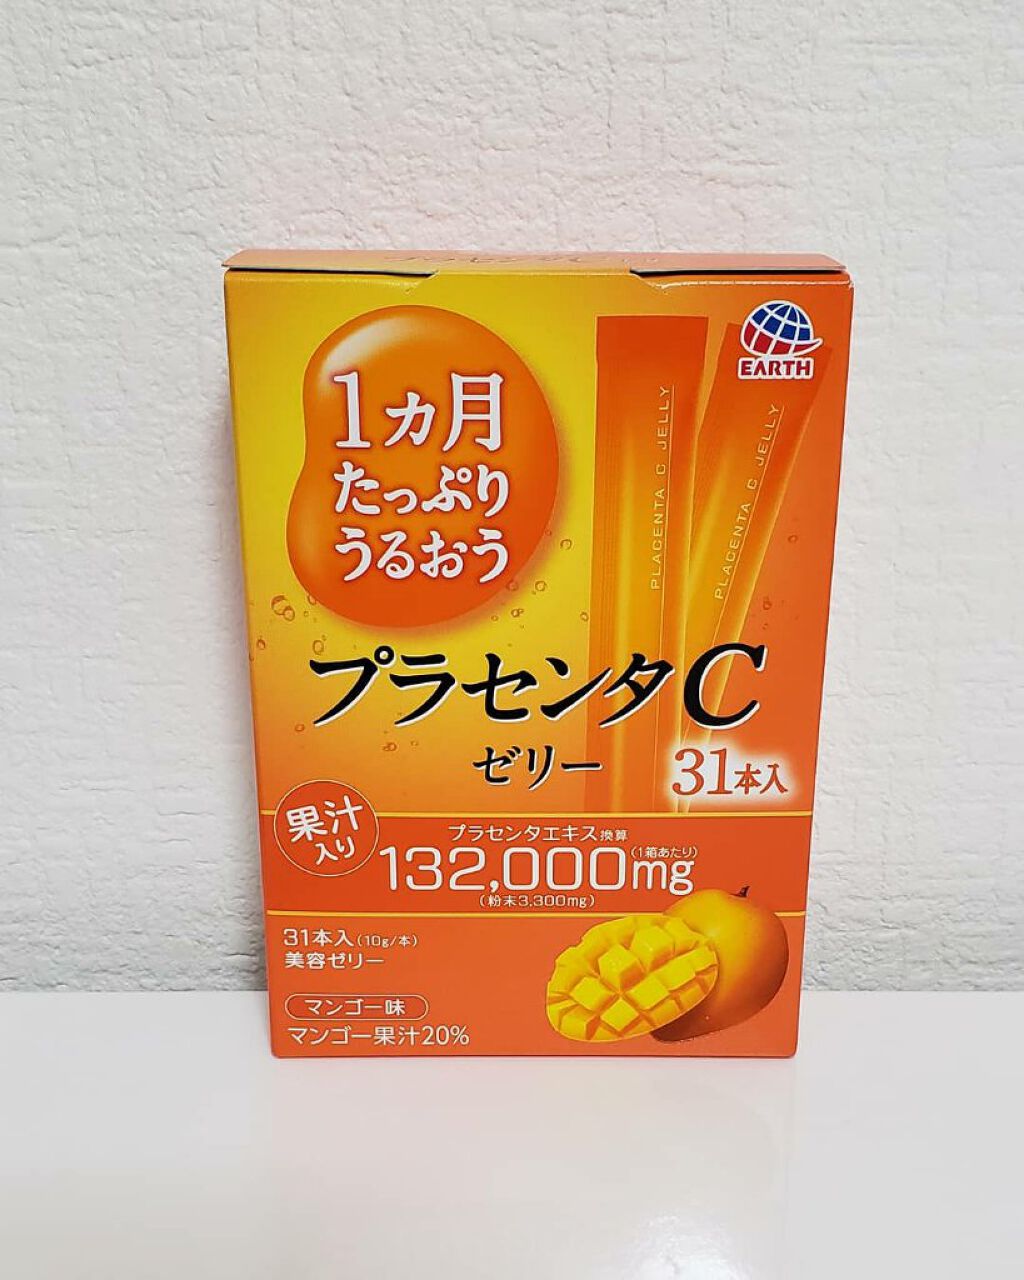 1ヵ月
たっぷり
うるおう
EARTH
PLACENTA C JELLY
PLACENTA C JELLY
プラセンタC
ゼリー
31本入
果汁
入り
プラセンタエキス換算
132,000mg(1箱あたり)
(粉末3,300mg)
31本入(10g/本)
美容ゼリー
マンゴー味
マンゴー果汁20%